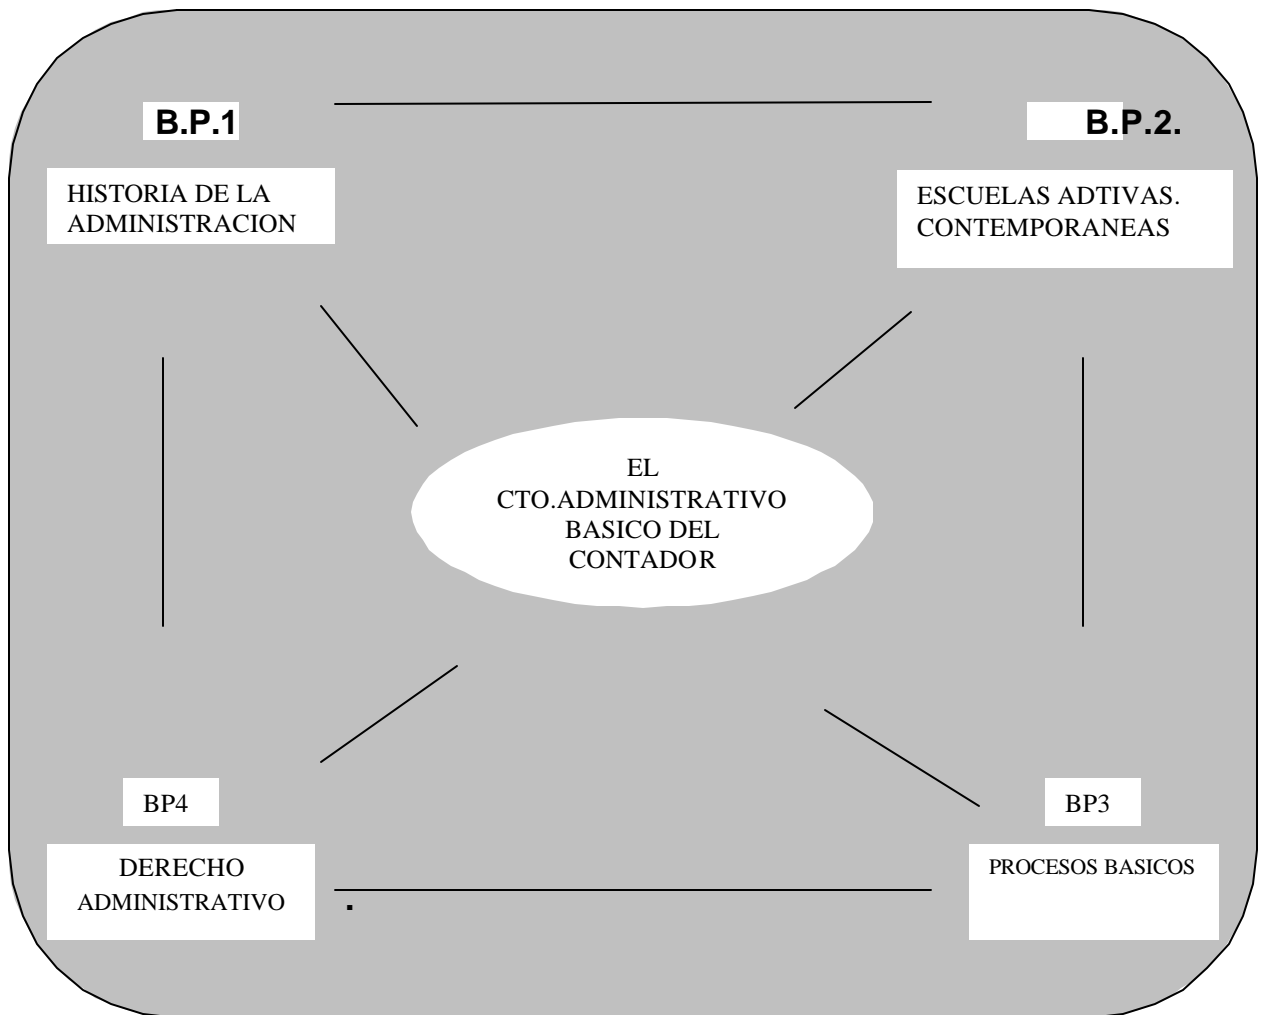 B.P.1
B.P.2.
HISTORIA DE LA
ADMINISTRACION
ESCUELAS ADTIVAS.
CONTEMPORANEAS
EL
CTO.ADMINISTRATIVO
BASICO DEL
CONTADOR
BP4
BP3
DERECHO
ADMINISTRATIVO
.
PROCESOS BASICOS